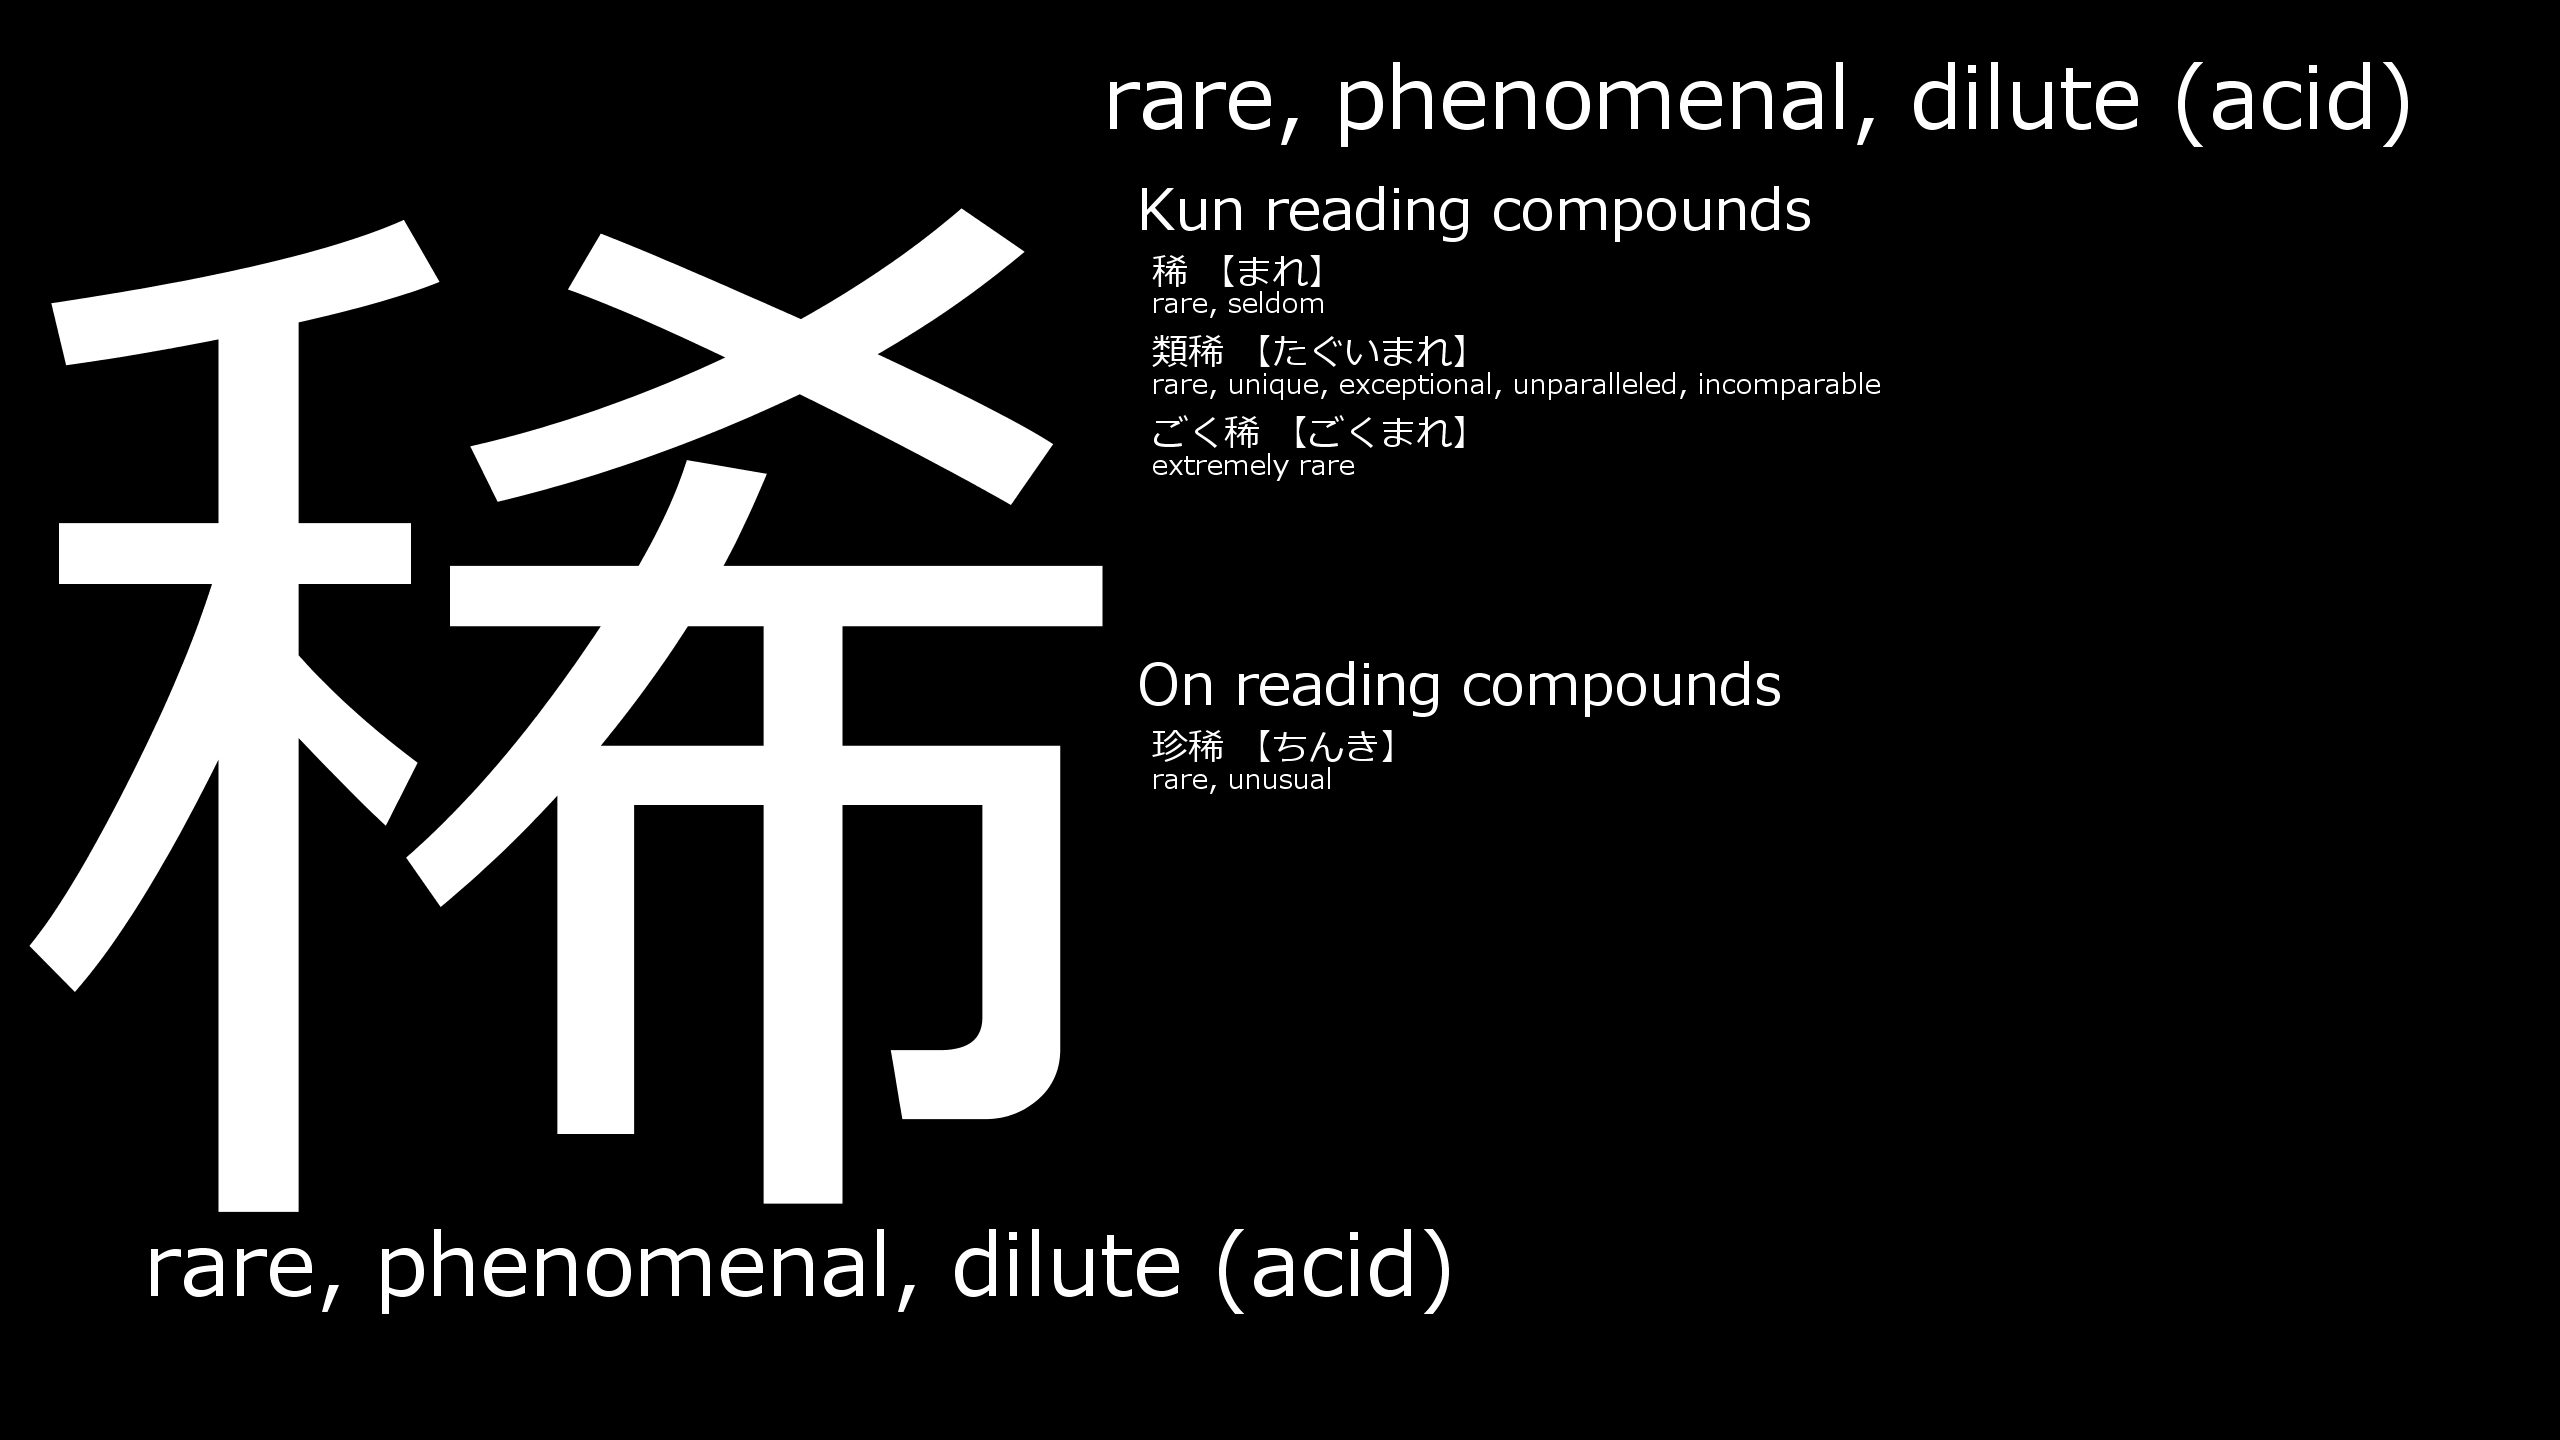 稀
rare, phenomenal, dilute (acid)
Kun reading compounds
稀 【まれ】
rare, seldom
類稀 【たぐいまれ】
rare, unique, exceptional, unparalleled, incomparable
ごく稀 【ごくまれ】
extremely rare
On reading compounds
珍稀 【ちんき】
rare, unusual
rare, phenomenal, dilute (acid)